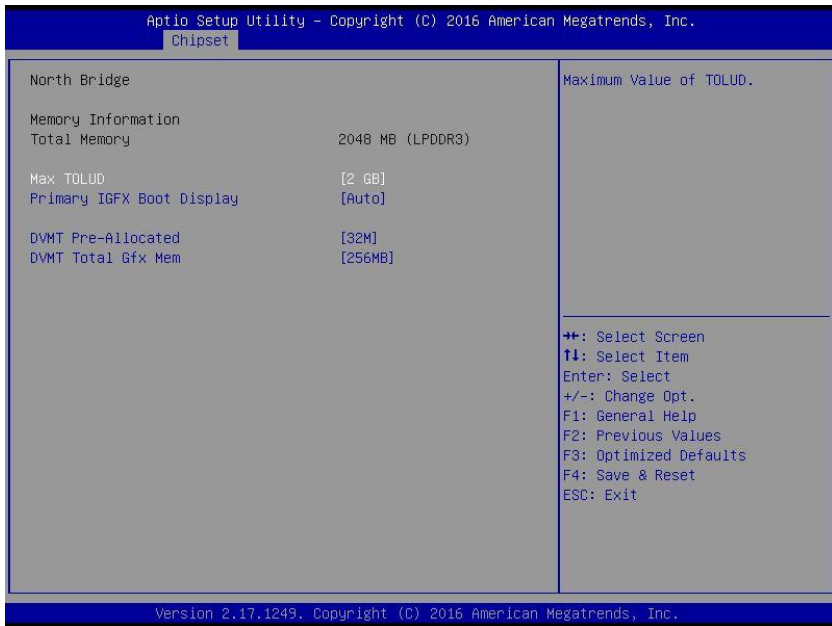 Aptio Setup Utility – Copyright (C) 2016 American Megatrends, Inc.
Chipset
North Bridge
Memory Information
Total Memory 2048 MB (LPDDR3)
Max TOLUD [2 GB]
Primary IGFX Boot Display [Auto]
DVMT Pre-Allocated [32M]
DVMT Total Gfx Mem [256MB]
Maximum Value of TOLUD.
→←: Select Screen
↑↓: Select Item
Enter: Select
+/-: Change Opt.
F1: General Help
F2: Previous Values
F3: Optimized Defaults
F4: Save & Reset
ESC: Exit
Version 2.17.1249. Copyright (C) 2016 American Megatrends, Inc.